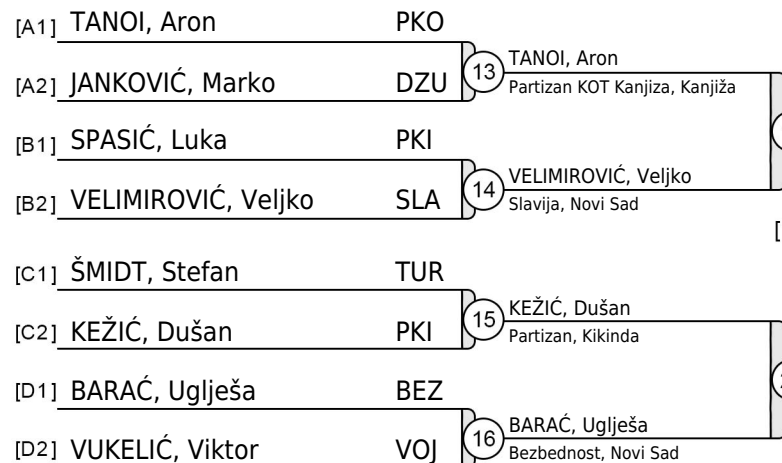 [A1] TANOI, Aron PKO
[A2] JANKOVIĆ, Marko DZU
13
TANOI, Aron
Partizan KOT Kanjiza, Kanjiža
[B1] SPASIĆ, Luka PKI
[B2] VELIMIROVIĆ, Veljko SLA
14
VELIMIROVIĆ, Veljko
Slavija, Novi Sad
[
[C1] ŠMIDT, Stefan TUR
[C2] KEŽIĆ, Dušan PKI
15
KEŽIĆ, Dušan
Partizan, Kikinda
[D1] BARAĆ, Uglješa BEZ
[D2] VUKELIĆ, Viktor VOJ
16
BARAĆ, Uglješa
Bezbednost, Novi Sad